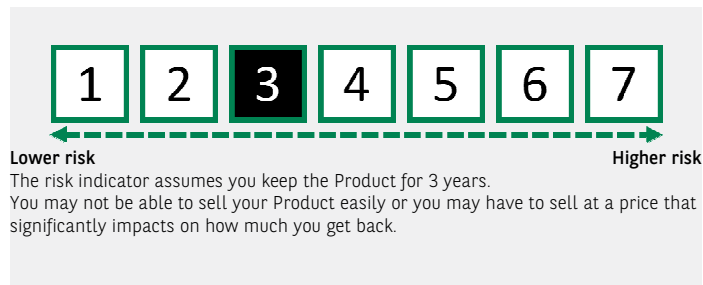 1 2 3 4 5 6 7
Lower risk Higher risk
The risk indicator assumes you keep the Product for 3 years.
You may not be able to sell your Product easily or you may have to sell at a price that
significantly impacts on how much you get back.